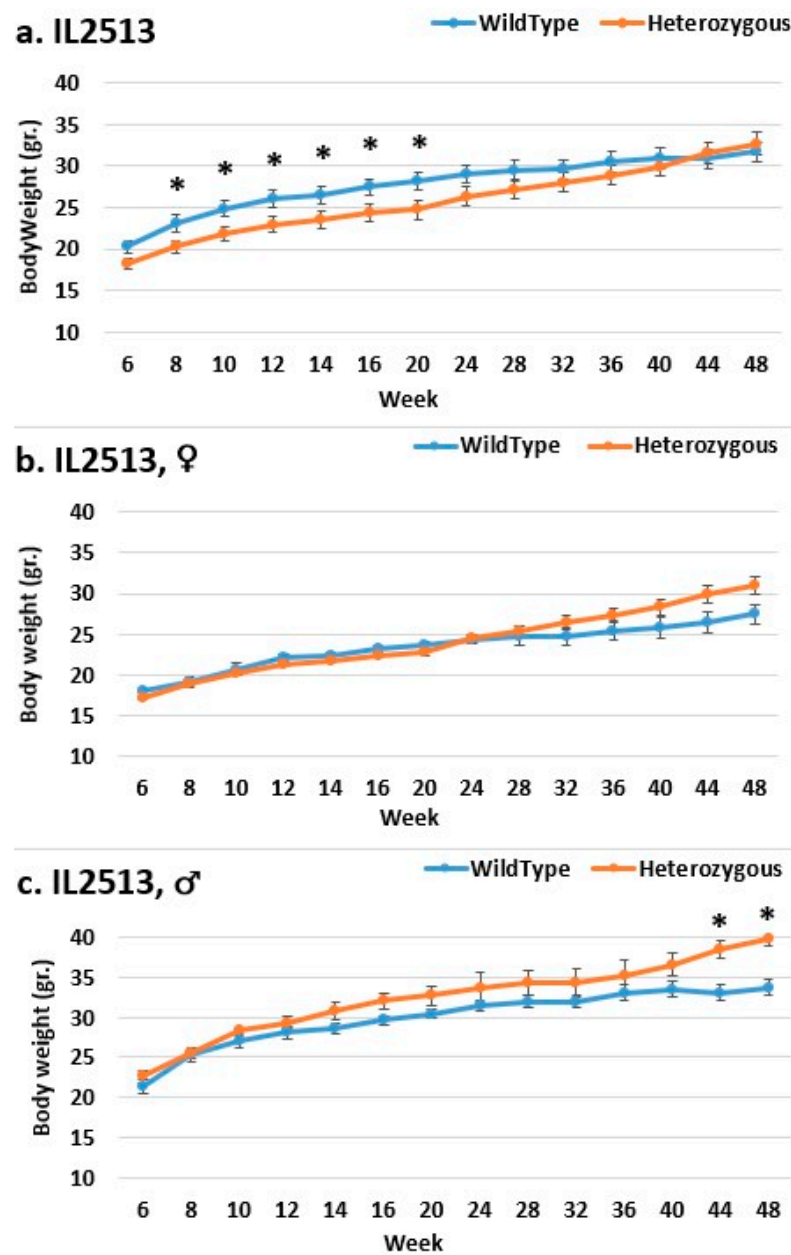 a. IL2513
WildType Heterozygous
40
35
30
25
20
15
10
BodyWeight (gr.)
* * * * * *
6 8 10 12 14 16 20 24 28 32 36 40 44 48
Week
b. IL2513, ♀
WildType Heterozygous
40
35
30
25
20
15
10
Body weight (gr.)
6 8 10 12 14 16 20 24 28 32 36 40 44 48
Week
c. IL2513, ♂
WildType Heterozygous
40
35
30
25
20
15
10
Body weight (gr.)
* *
6 8 10 12 14 16 20 24 28 32 36 40 44 48
Week